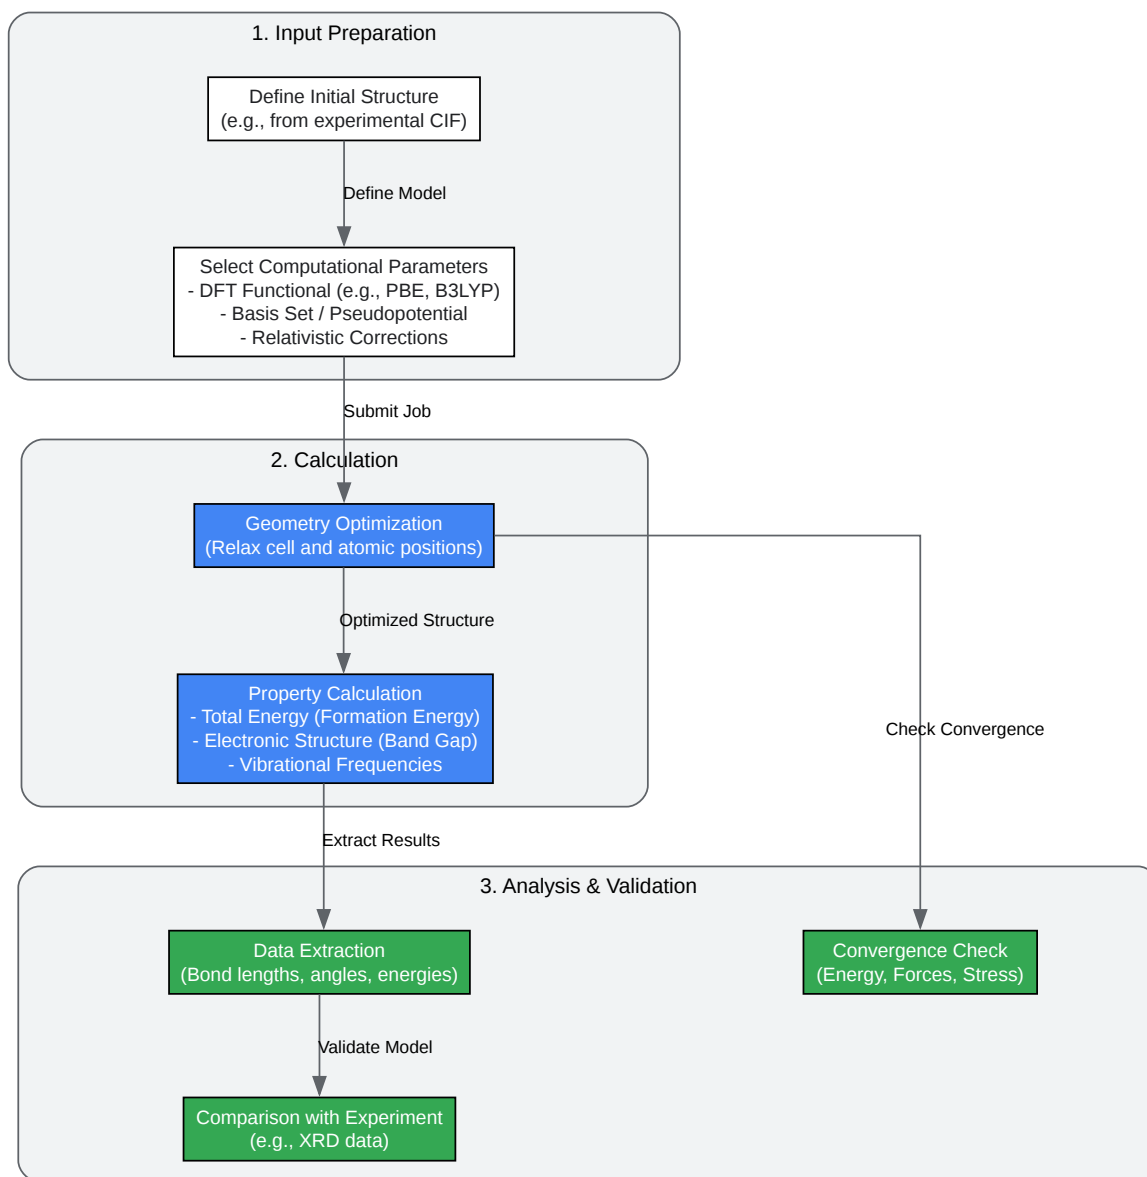 1. Input Preparation
Define Initial Structure
(e.g., from experimental CIF)
Define Model
Select Computational Parameters
- DFT Functional (e.g., PBE, B3LYP)
- Basis Set / Pseudopotential
- Relativistic Corrections
Submit Job
2. Calculation
Geometry Optimization
(Relax cell and atomic positions)
Optimized Structure
Property Calculation
- Total Energy (Formation Energy)
- Electronic Structure (Band Gap)
- Vibrational Frequencies
Check Convergence
Extract Results
3. Analysis & Validation
Data Extraction
(Bond lengths, angles, energies)
Convergence Check
(Energy, Forces, Stress)
Validate Model
Comparison with Experiment
(e.g., XRD data)